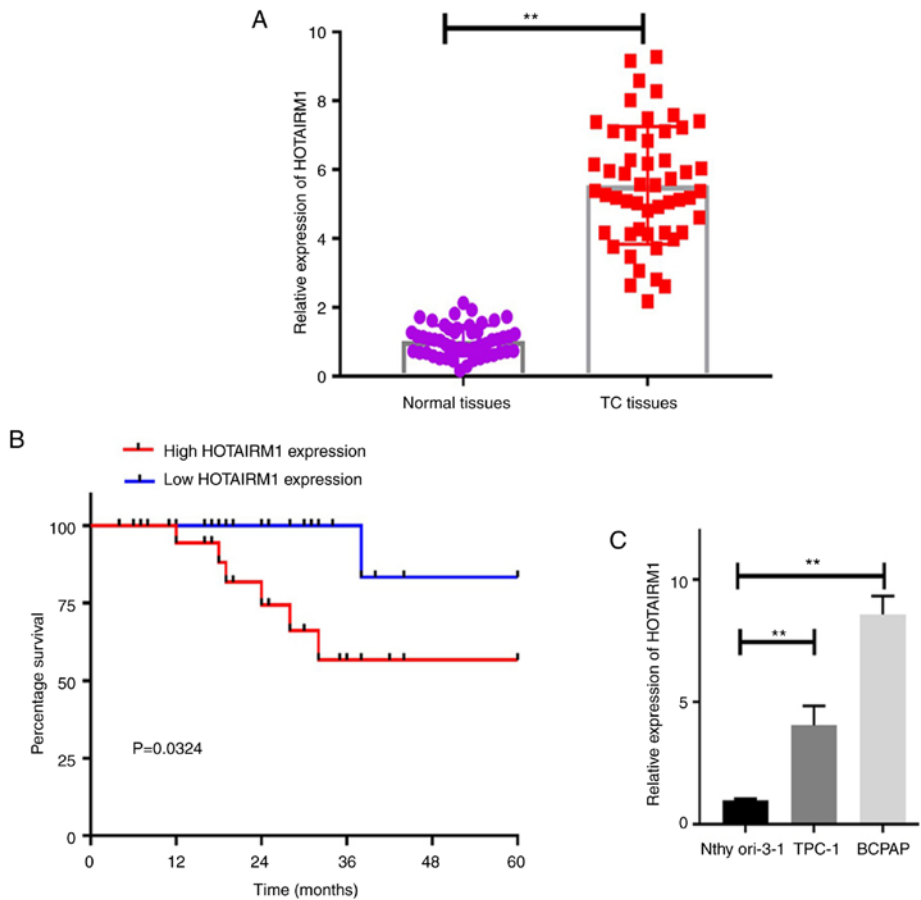 A
**
Relative expression of HOTAIRM1
10
8
6
4
2
0
Normal tissues
TC tissues
B
High HOTAIRM1 expression
Low HOTAIRM1 expression
Percentage survival
100
75
50
25
0
P=0.0324
0
12
24
36
48
60
Time (months)
C
**
**
Relative expression of HOTAIRM1
10
5
0
Nthy ori-3-1
TPC-1
BCPAP